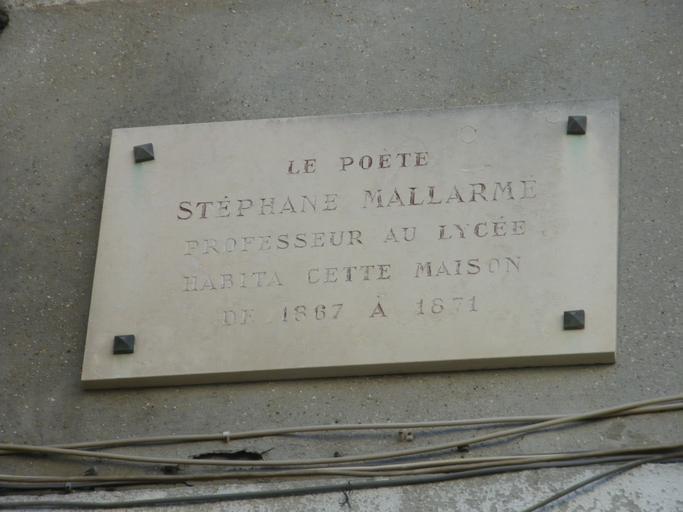 LE POÈTE
STÉPHANE MALLARMÉ
PROFESSEUR AU LYCÉE
HABITA CETTE MAISON
DE 1867 À 1871